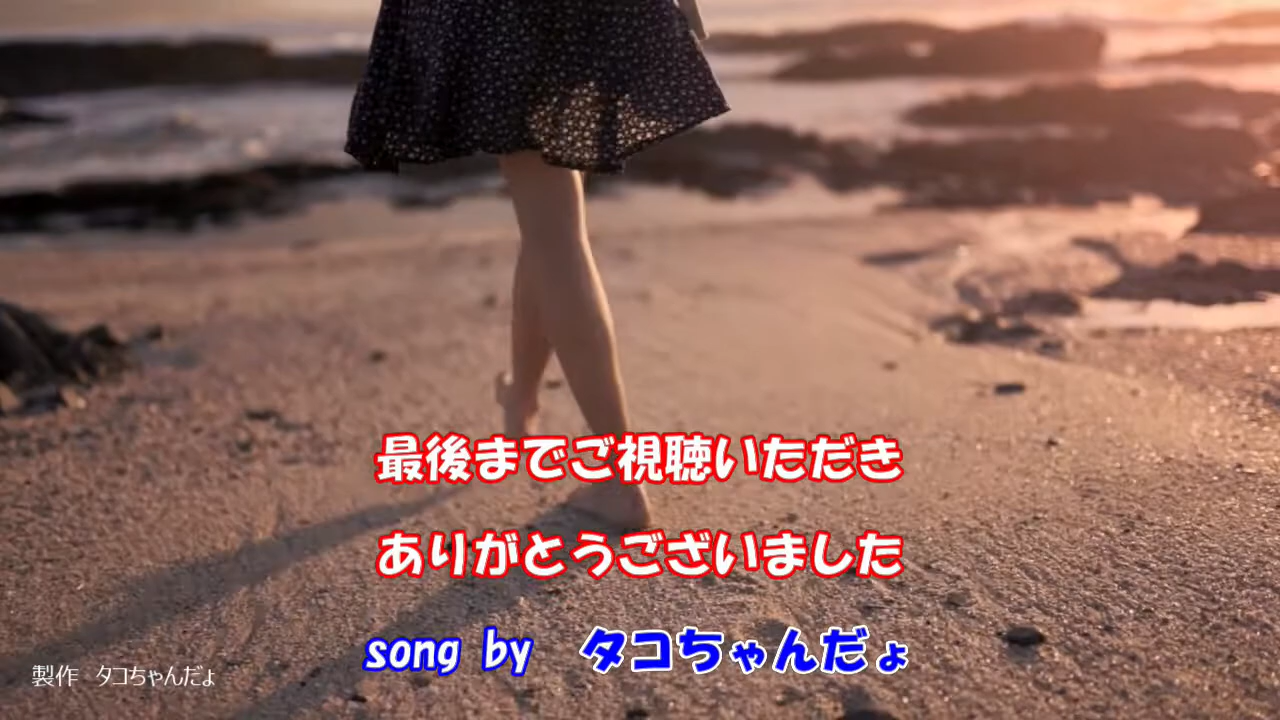 最後までご視聴いただき
ありがとうございました
song by　タコちゃんだょ
製作　タコちゃんだょ